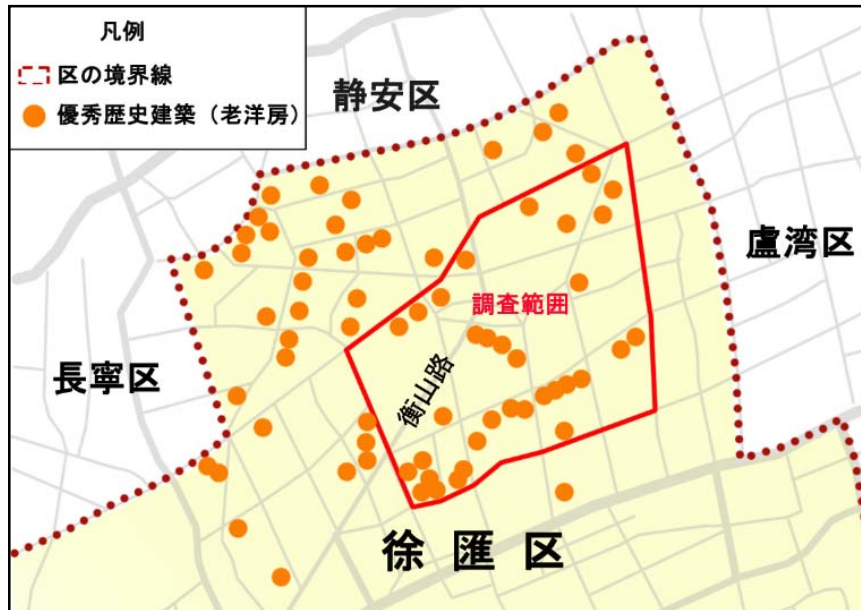 凡例
区の境界線
優秀歴史建築（老洋房）
静安区
盧湾区
調査範囲
長寧区
衡山路
徐匯区